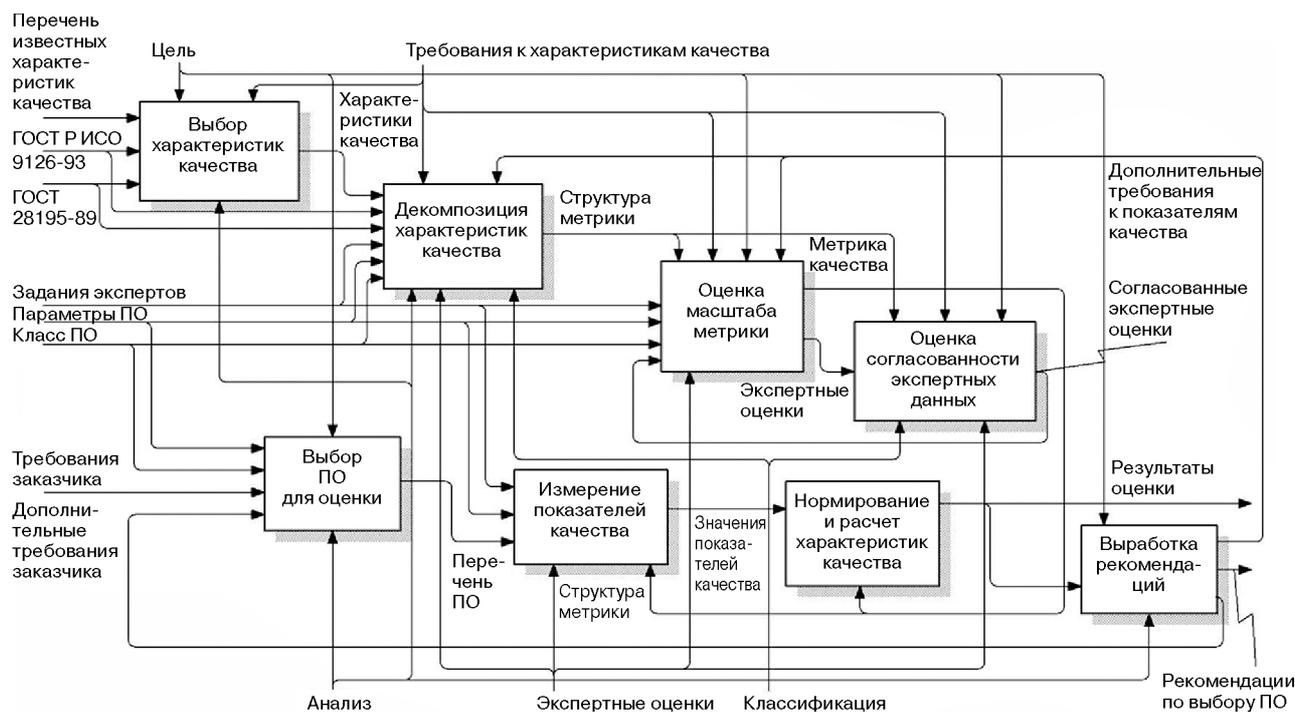 Перечень
известных
характе-
ристик
качества
Цель
Требования к характеристикам качества
Выбор
характеристик
качества
Характе-
ристики
качества
ГОСТ Р ИСО
9126-93
ГОСТ
28195-89
Декомпозиция
характеристик
качества
Структура
метрики
Дополнительные
требования
к показателям
качества
Метрика
качества
Задания экспертов
Параметры ПО
Класс ПО
Оценка
масштаба
метрики
Согласованные
экспертные
оценки
Оценка
согласованности
экспертных
данных
Экспертные
оценки
Выбор
ПО
для оценки
Требования
заказчика
Дополни-
тельные
требования
заказчика
Измерение
показателей
качества
Нормирование
и расчет
характеристик
качества
Результаты
оценки
Значения
показа-
телей
качества
Выработка
рекоменда-
ций
Пере-
чень
ПО
Структура
метрики
Анализ
Экспертные оценки
Классификация
Рекомендации
по выбору ПО